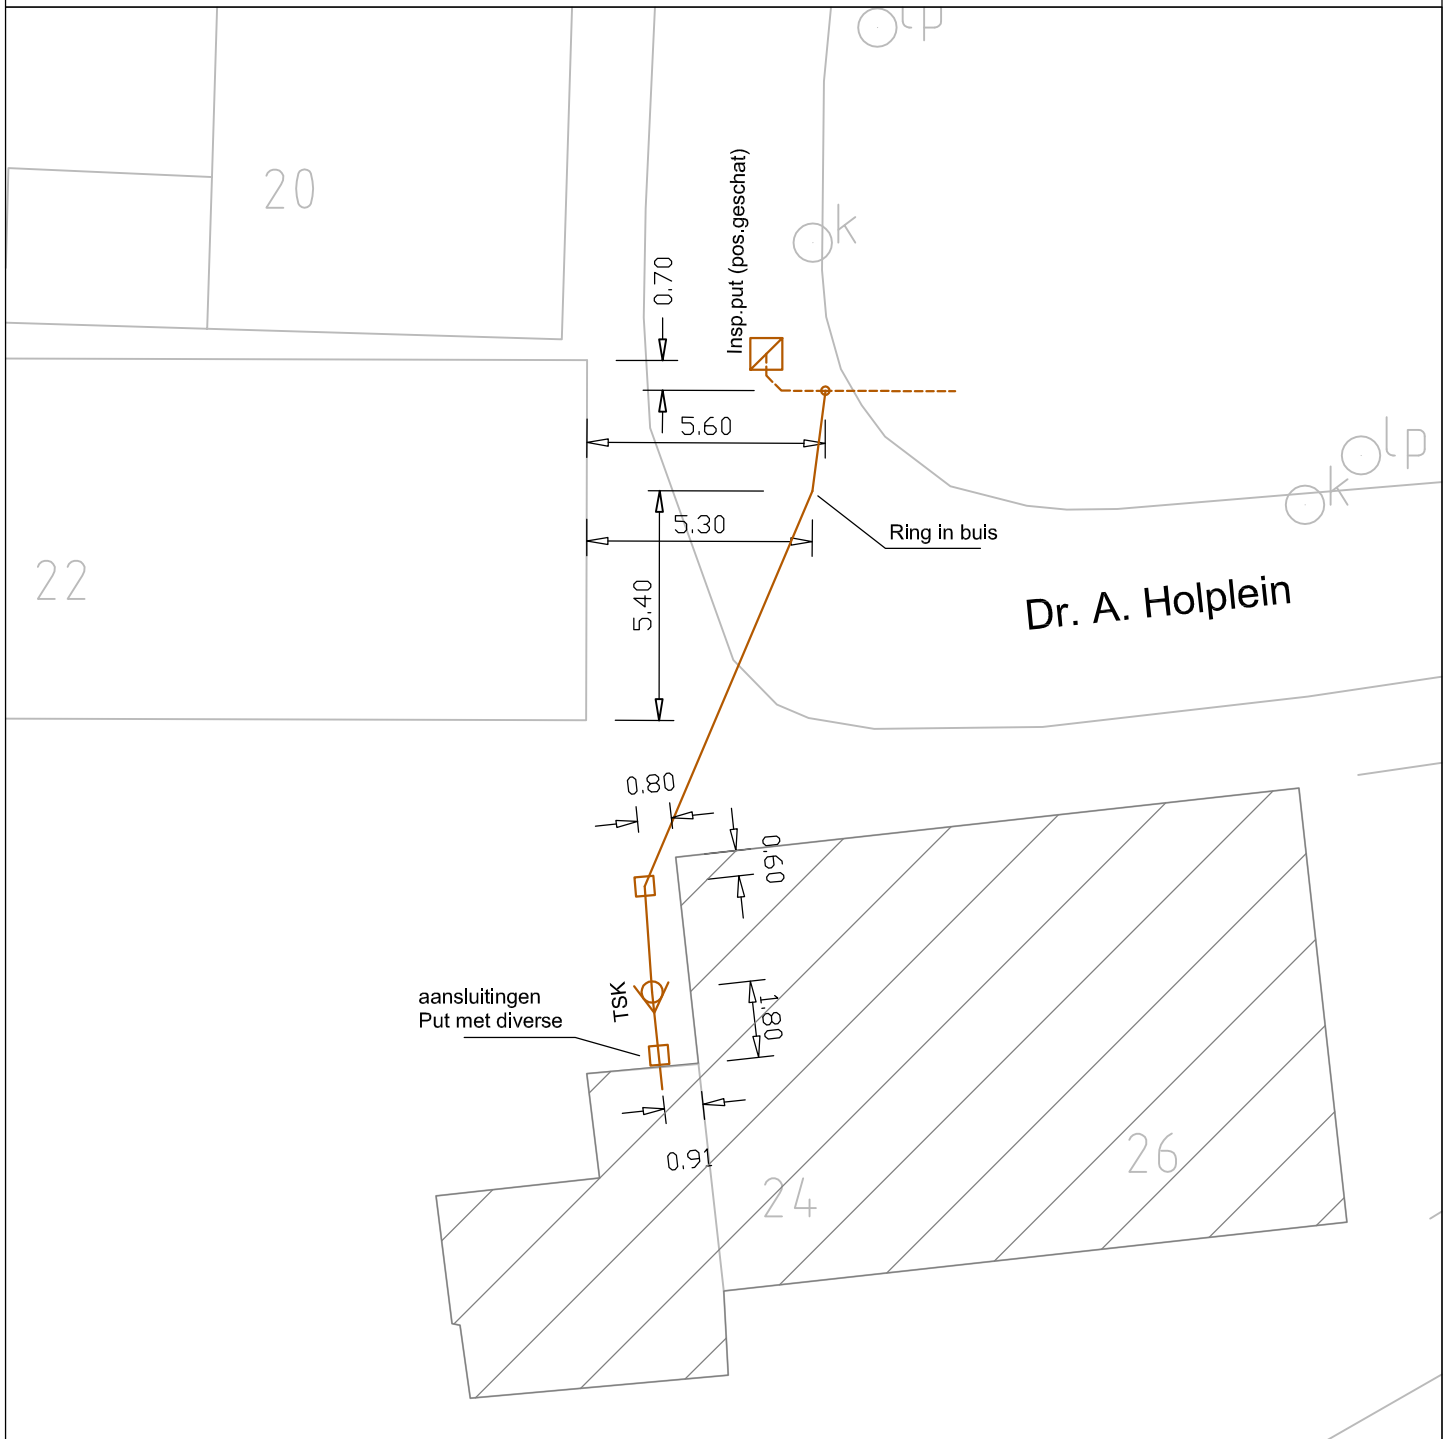 lp
20
k
Insp.put (pos.geschat)
0.70
5.60
lp
k
5.30
Ring in buis
22
5.40
Dr. A. Holplein
0.80
0.60
TSK
aansluitingen
Put met diverse
1.80
0.91
26
24